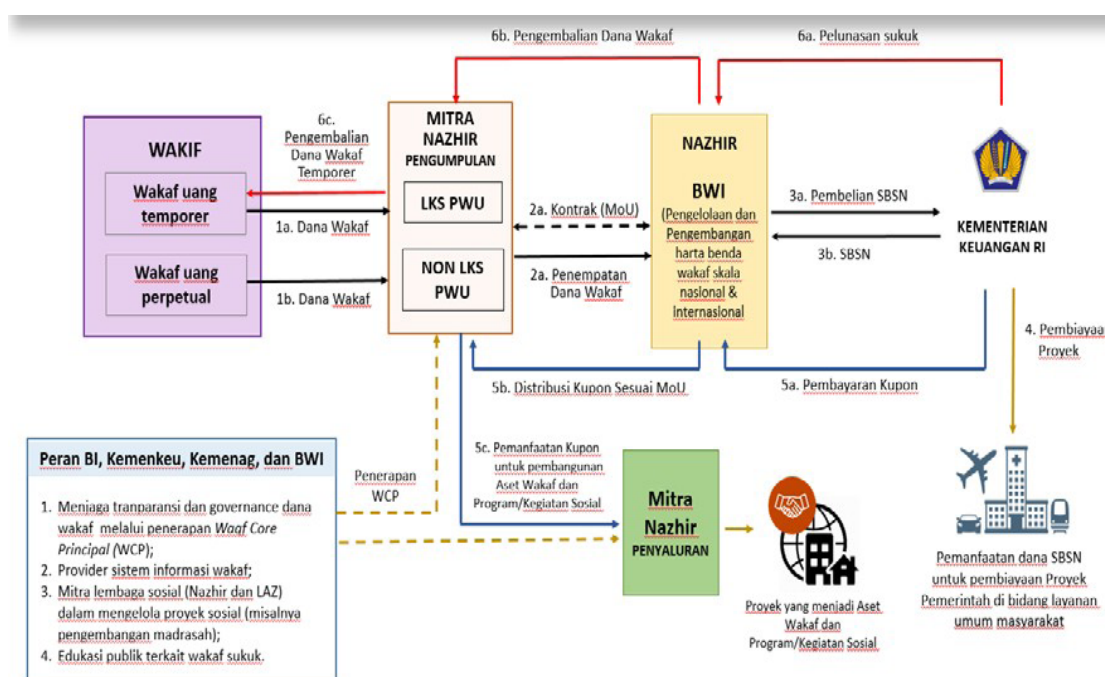 6b. Pengembalian Dana Wakaf
6a. Pelunasan sukuk
WAKIF
Wakaf uang
temporer
Wakaf uang
perpetual
6c.
Pengembalian
Dana Wakaf
Temporer
1a. Dana Wakaf
1b. Dana Wakaf
MITRA
NAZHIR
PENGUMPULAN
LKS PWU
NON LKS
PWU
2a. Kontrak (MoU)
2a. Penempatan
Dana Wakaf
NAZHIR
BWI
(Pengelolaan dan
Pengembangan
harta benda
wakaf skala
nasional &
Internasional
3a. Pembelian SBSN
3b. SBSN
KEMENTERIAN
KEUANGAN RI
4. Pembiayaa
Proyek
5b. Distribusi Kupon Sesuai MoU
5a. Pembayaran Kupon
Peran BI, Kemenkeu, Kemenag, dan BWI
1. Menjaga tranparansi dan governance dana
wakaf melalui penerapan Waqf Core
Principal (WCP);
2. Provider sistem informasi wakaf;
3. Mitra lembaga sosial (Nazhir dan LAZ)
dalam mengelola proyek sosial (misalnya
pengembangan madrasah);
4. Edukasi publik terkait wakaf sukuk.
Penerapan
WCP
5c. Pemanfaatan Kupon
untuk pembangunan
Aset Wakaf dan
Program/Kegiatan Sosial
Mitra
Nazhir
PENYALURAN
Proyek yang menjadi Aset
Wakaf dan
Program/Kegiatan Sosial
Pemanfaatan dana SBSN
untuk pembiayaan Proyek
Pemerintah di bidang layanan
umum masyarakat